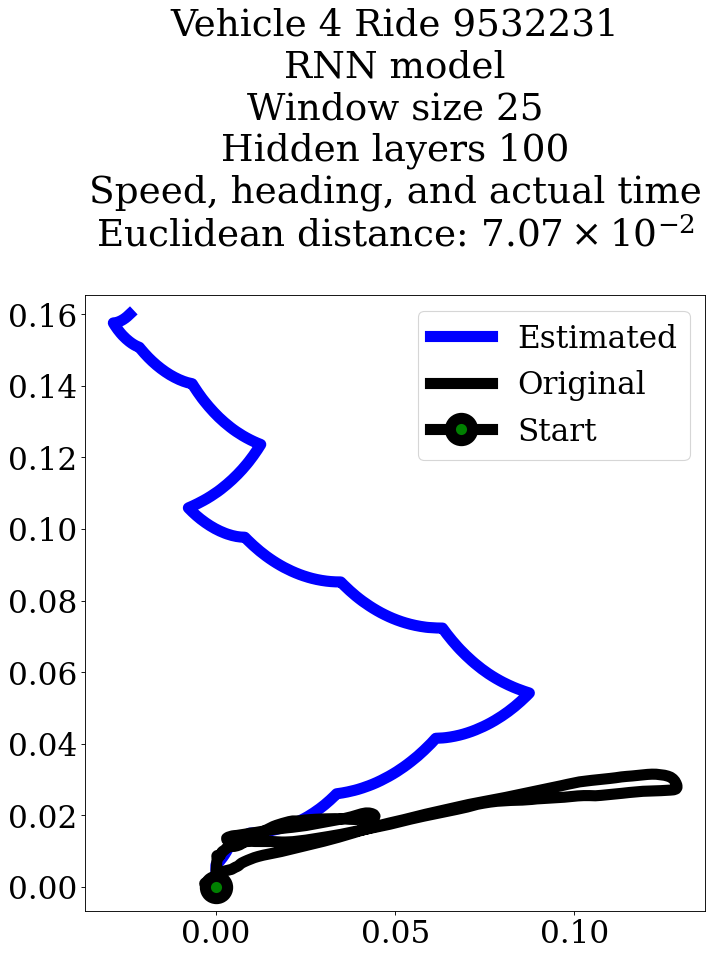 Vehicle 4 Ride 9532231
RNN model
Window size 25
Hidden layers 100
Speed, heading, and actual time
Euclidean distance: $7.07 × 10^{-2}$
0.16
0.14
0.12
0.10
0.08
0.06
0.04
0.02
0.00
Estimated
Original
Start
0.00 0.05 0.10